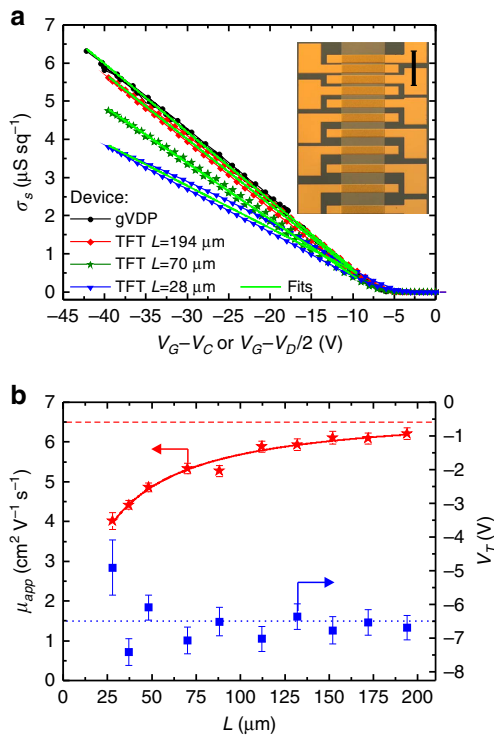 a
6
5
4
3
2
1
0
σs (μS sq⁻¹)
Device:
gVDP
TFT L=194 μm
TFT L=70 μm
TFT L=28 μm
Fits
−45 −40 −35 −30 −25 −20 −15 −10 −5 0
VG−VC or VG−VD/2 (V)
b
7
6
5
4
3
2
1
0
μapp (cm² V⁻¹ s⁻¹)
0
−1
−2
−3
−4
−5
−6
−7
−8
VT (V)
0 25 50 75 100 125 150 175 200
L (μm)